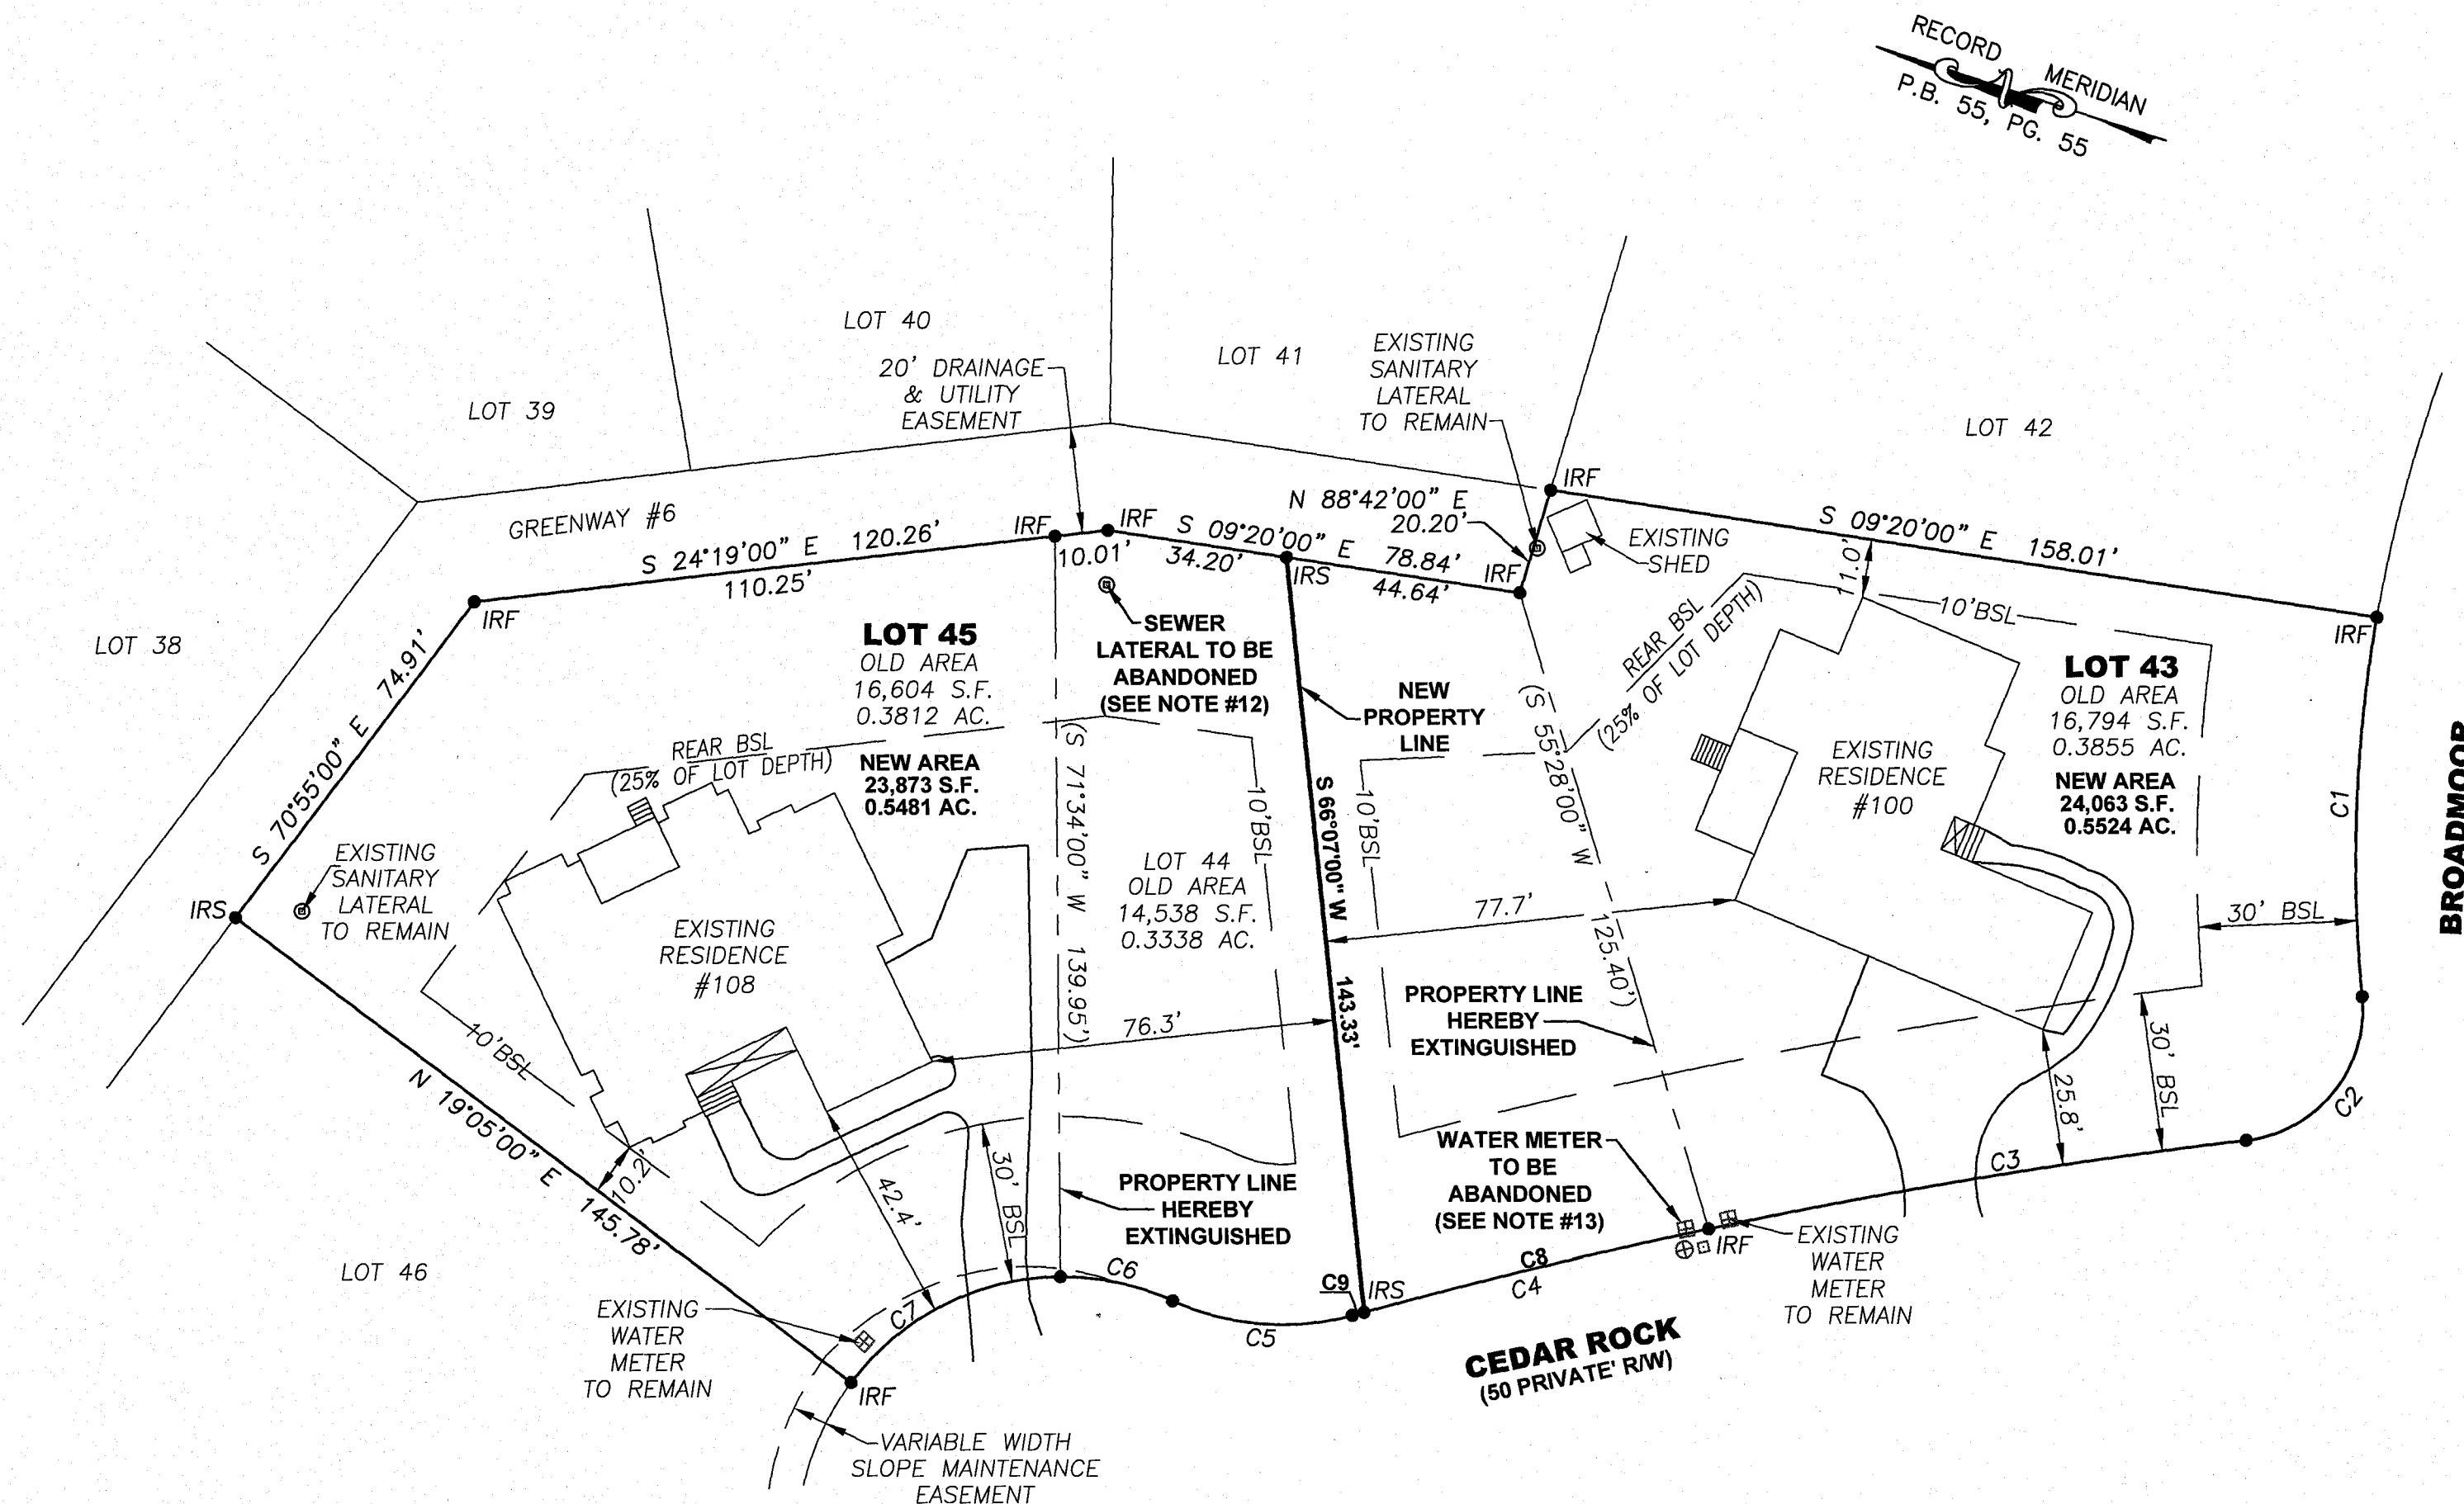 RECORD MERIDIAN
P.B. 55, PG. 55
LOT 40
LOT 41
EXISTING
SANITARY
LATERAL
TO REMAIN
20' DRAINAGE
& UTILITY
EASEMENT
LOT 39
LOT 42
GREENWAY #6
IRF
IRF
N 88°42'00" E
20.20'
IRF
S 24°19'00" E 120.26'
110.25'
10.01'
S 09°20'00" E 78.84'
34.20'
IRS
44.64'
IRF
EXISTING
SHED
S 09°20'00" E 158.01'
11.0'
10'BSL
IRF
IRF
LOT 38
S 70°55'00" E 74.91'
LOT 45
OLD AREA
16,604 S.F.
0.3812 AC.
NEW AREA
23,873 S.F.
0.5481 AC.
SEWER
LATERAL TO BE
ABANDONED
(SEE NOTE #12)
NEW
PROPERTY
LINE
REAR BSL
(25% OF LOT DEPTH)
LOT 43
OLD AREA
16,794 S.F.
0.3855 AC.
NEW AREA
24,063 S.F.
0.5524 AC.
REAR BSL
(25% OF LOT DEPTH)
(S 71°34'00" W 139.95')
10'BSL
S 66°07'00" W 143.33'
10'BSL
(S 55°28'00" W 125.40')
EXISTING
RESIDENCE
#100
C1
BROADMOOR
EXISTING
SANITARY
LATERAL
TO REMAIN
IRS
EXISTING
RESIDENCE
#108
LOT 44
OLD AREA
14,538 S.F.
0.3338 AC.
77.7'
30' BSL
10'BSL
76.3'
PROPERTY LINE
HEREBY
EXTINGUISHED
N 19°05'00" E 145.78'
10.2'
42.4'
30' BSL
PROPERTY LINE
HEREBY
EXTINGUISHED
WATER METER
TO BE
ABANDONED
(SEE NOTE #13)
25.8'
30' BSL
C2
C3
IRF
EXISTING
WATER
METER
TO REMAIN
LOT 46
EXISTING
WATER
METER
TO REMAIN
C7
C6
C5
C9
IRS
C8
C4
CEDAR ROCK
(50 PRIVATE' R/W)
IRF
VARIABLE WIDTH
SLOPE MAINTENANCE
EASEMENT